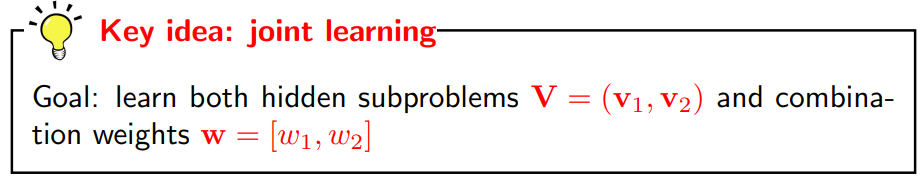 Key idea: joint learning
Goal: learn both hidden subproblems V = (v₁, v₂) and combina-
tion weights w = [w₁, w₂]